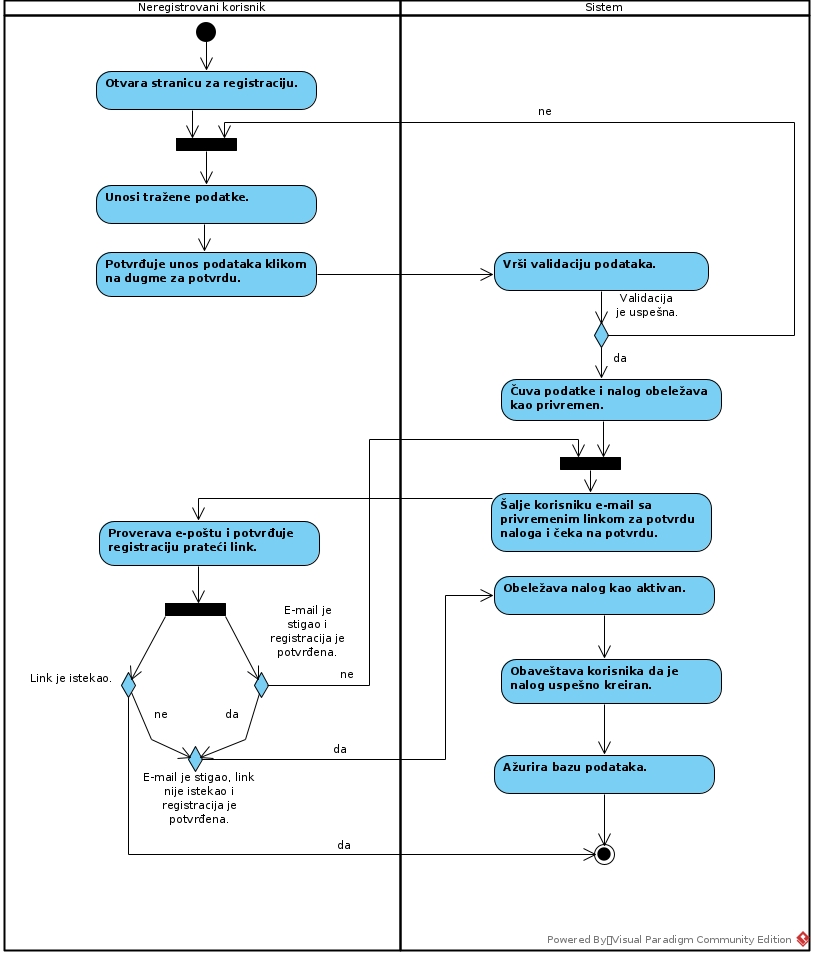 Neregistrovani korisnik
Sistem
Otvara stranicu za registraciju.
ne
Unosi tražene podatke.
Potvrđuje unos podataka klikom
na dugme za potvrdu.
Vrši validaciju podataka.
Validacija
je uspešna.
da
Čuva podatke i nalog obeležava
kao privremen.
Šalje korisniku e-mail sa
privremenim linkom za potvrdu
naloga i čeka na potvrdu.
Proverava e-poštu i potvrđuje
registraciju prateći link.
Obeležava nalog kao aktivan.
E-mail je
stigao i
registracija je
potvrđena.
Link je istekao.
ne
Obaveštava korisnika da je
nalog uspešno kreiran.
ne
da
da
E-mail je stigao, link
nije istekao i
registracija je
potvrđena.
Ažurira bazu podataka.
da
Powered By Visual Paradigm Community Edition